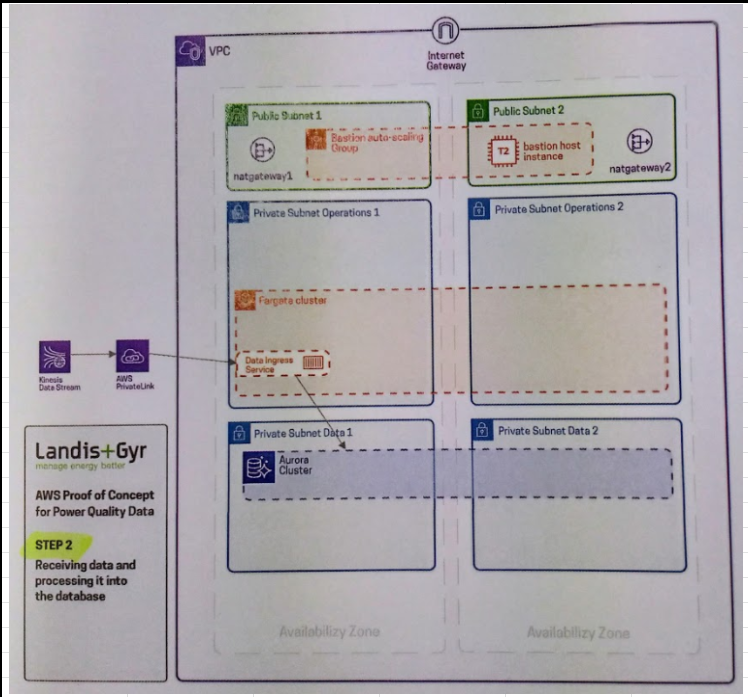 VPC
Internet
Gateway
Public Subnet 1
natgateway1
Bastion auto-scaling
Group
Public Subnet 2
T2
bastion host
instance
natgateway2
Private Subnet Operations 1
Private Subnet Operations 2
Fargate cluster
Data Ingress
Service
Kinesis
Data Stream
AWS
PrivateLink
Private Subnet Data 1
Aurora
Cluster
Private Subnet Data 2
Availabilizy Zone
Availabilizy Zone
Landis+Gyr
manage energy better
AWS Proof of Concept
for Power Quality Data
STEP 2
Receiving data and
processing it into
the database